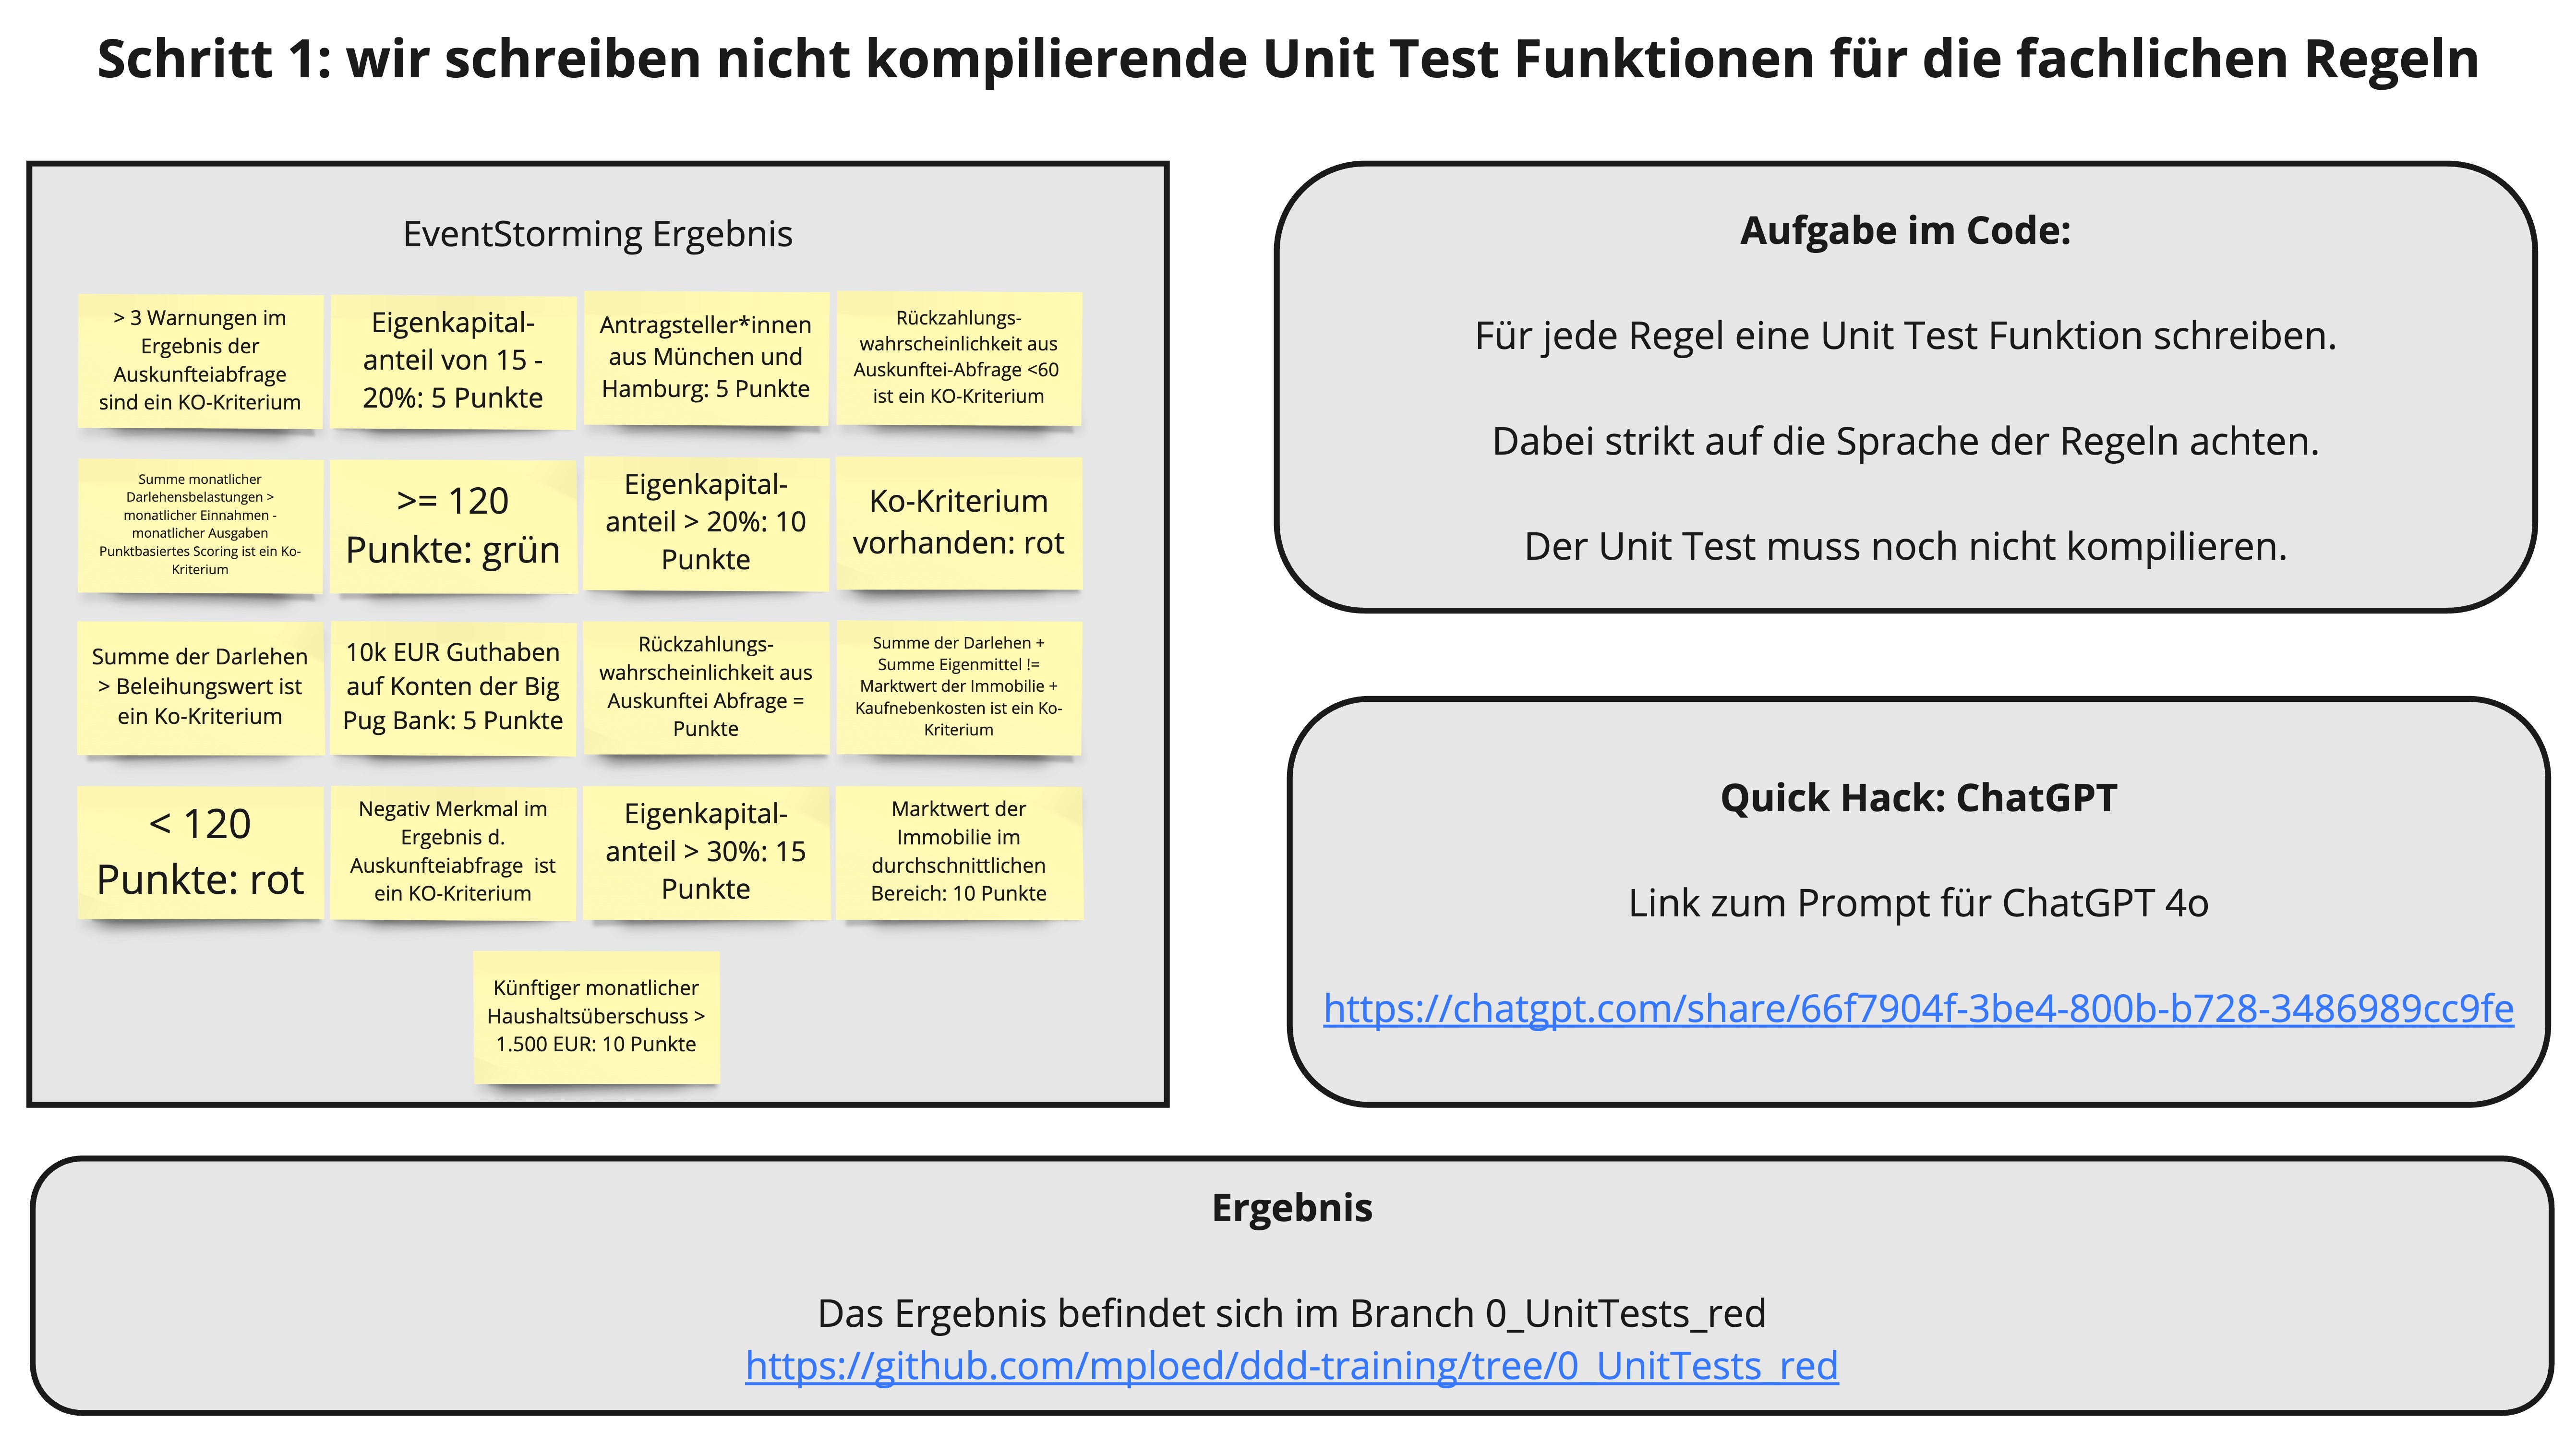 Schritt 1: wir schreiben nicht kompilierende Unit Test Funktionen für die fachlichen Regeln
EventStorming Ergebnis
> 3 Warnungen im
Ergebnis der
Auskunfteiabfrage
sind ein KO-Kriterium
Eigenkapital-
anteil von 15 -
20%: 5 Punkte
Antragsteller*innen
aus München und
Hamburg: 5 Punkte
Rückzahlungs-
wahrscheinlichkeit aus
Auskunftei-Abfrage <60
ist ein KO-Kriterium
Summe monatlicher
Darlehensbelastungen >
monatlicher Einnahmen -
monatlicher Ausgaben
Punktbasiertes Scoring ist ein Ko-
Kriterium
>= 120
Punkte: grün
Eigenkapital-
anteil > 20%: 10
Punkte
Ko-Kriterium
vorhanden: rot
Summe der Darlehen
> Beleihungswert ist
ein Ko-Kriterium
10k EUR Guthaben
auf Konten der Big
Pug Bank: 5 Punkte
Rückzahlungs-
wahrscheinlichkeit aus
Auskunftei Abfrage =
Punkte
Summe der Darlehen +
Summe Eigenmittel !=
Marktwert der Immobilie +
Kaufnebenkosten ist ein Ko-
Kriterium
< 120
Punkte: rot
Negativ Merkmal im
Ergebnis d.
Auskunfteiabfrage ist
ein KO-Kriterium
Eigenkapital-
anteil > 30%: 15
Punkte
Marktwert der
Immobilie im
durchschnittlichen
Bereich: 10 Punkte
Künftiger monatlicher
Haushaltsüberschuss >
1.500 EUR: 10 Punkte
Aufgabe im Code:
Für jede Regel eine Unit Test Funktion schreiben.
Dabei strikt auf die Sprache der Regeln achten.
Der Unit Test muss noch nicht kompilieren.
Quick Hack: ChatGPT
Link zum Prompt für ChatGPT 4o
https://chatgpt.com/share/66f7904f-3be4-800b-b728-3486989cc9fe
Ergebnis
Das Ergebnis befindet sich im Branch 0_UnitTests_red
https://github.com/mploed/ddd-training/tree/0_UnitTests_red